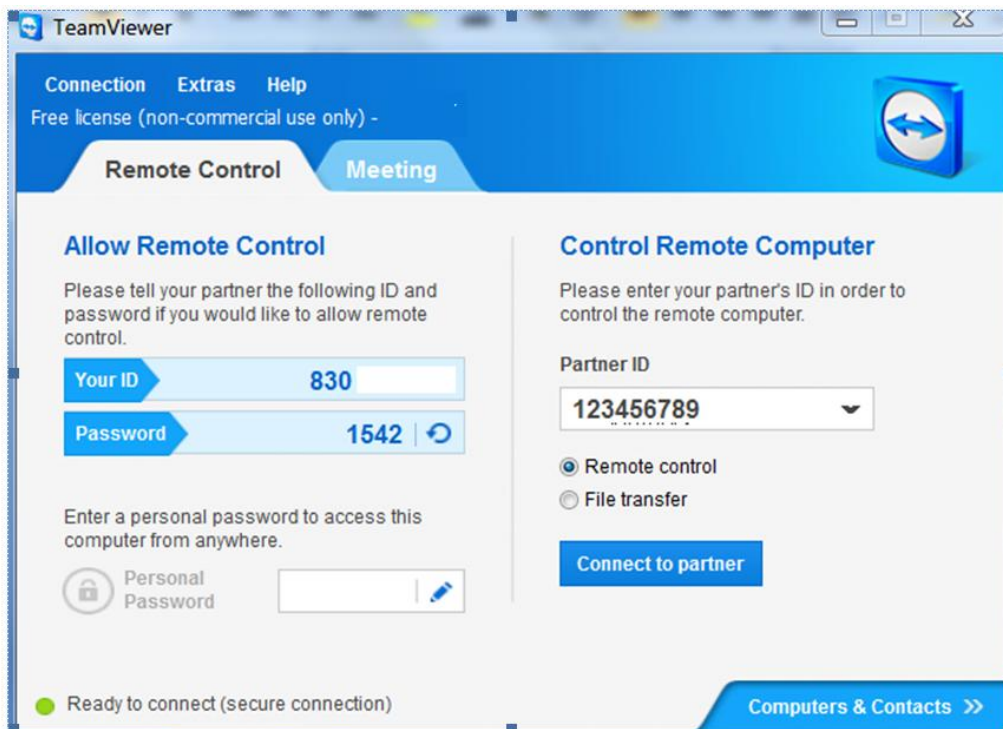 TeamViewer
Connection Extras Help
Free license (non-commercial use only) -
Remote Control Meeting
Allow Remote Control
Please tell your partner the following ID and
password if you would like to allow remote
control.
Your ID 830
Password 1542
Enter a personal password to access this
computer from anywhere.
Personal
Password
Control Remote Computer
Please enter your partner's ID in order to
control the remote computer.
Partner ID
123456789
Remote control
File transfer
Connect to partner
Ready to connect (secure connection)
Computers & Contacts >>